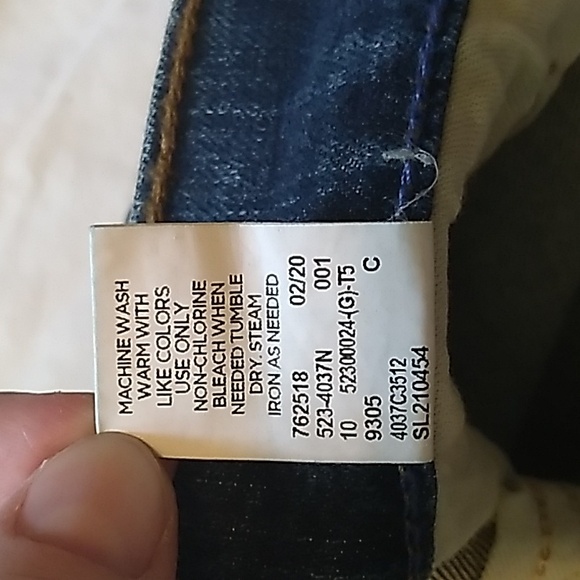 MACHINE WASH
WARM WITH
LIKE COLORS
USE ONLY
NON-CHLORINE
BLEACH WHEN
NEEDED TUMBLE
DRY. STEAM
IRON AS NEEDED
762518 02/20
523-4037N 001
10 52300024-(G)-T5
9305 C
4037C3512
SL210454